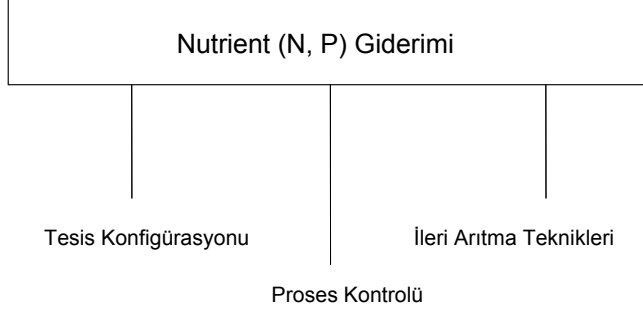 Nutrient (N, P) Giderimi
Tesis Konfigürasyonu
İleri Arıtma Teknikleri
Proses Kontrolü